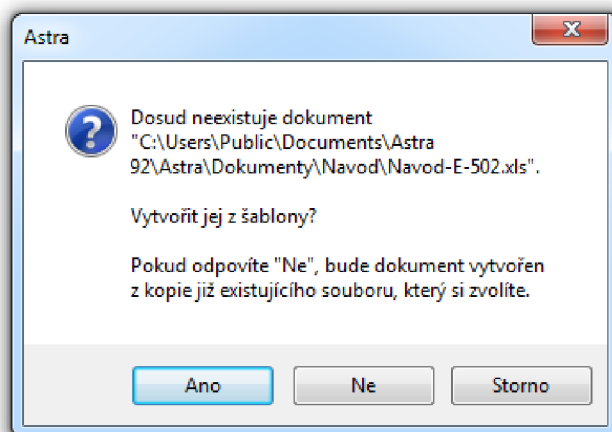 Astra
Dosud neexistuje dokument
"C:\Users\Public\Documents\Astra
92\Astra\Dokumenty\Navod\Navod-E-502.xls".
Vytvořit jej z šablony?
Pokud odpovíte "Ne", bude dokument vytvořen
z kopie již existujícího souboru, který si zvolíte.
Ano
Ne
Storno